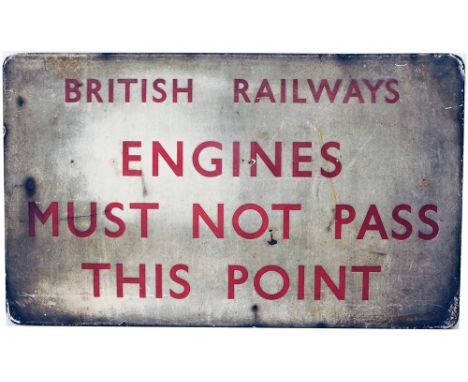 BRITISH RAILWAYS
ENGINES
MUST NOT PASS
THIS POINT